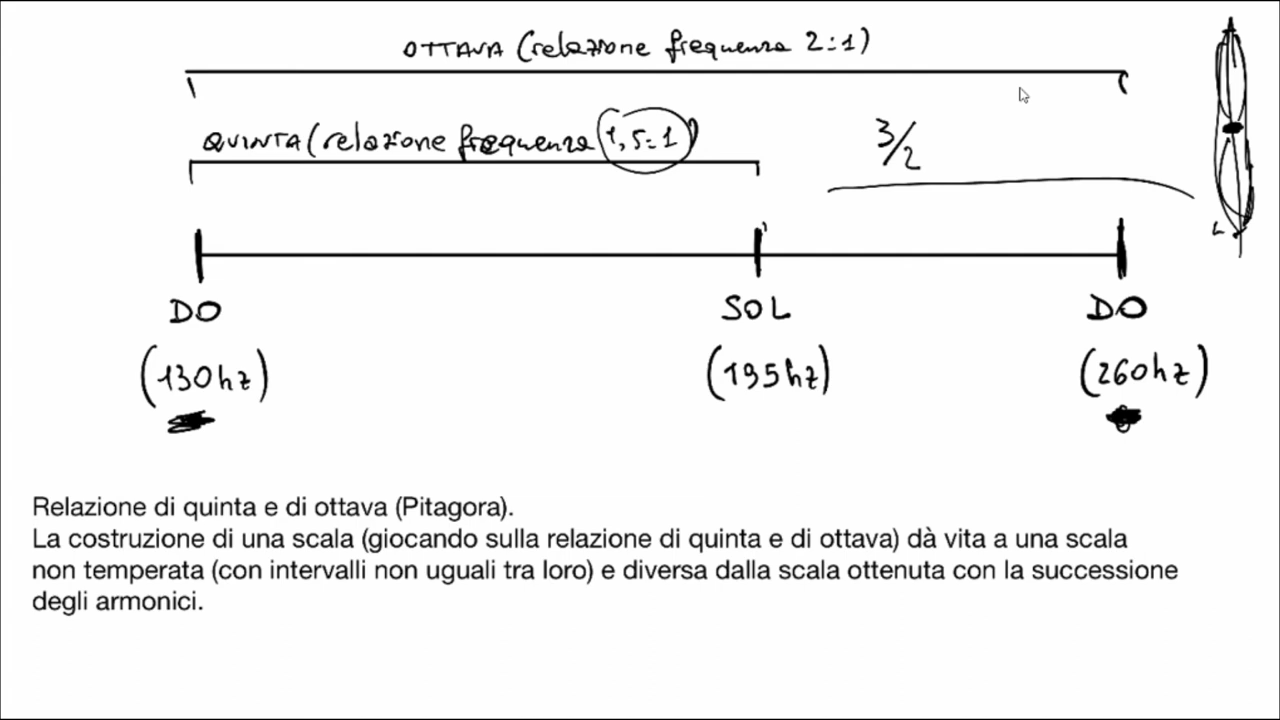 OTTAVA (relazione frequenza 2:1)
QUINTA (relazione frequenza 1,5:1)
3/2
DO
SOL
DO
(130hz)
(195hz)
(260hz)
Relazione di quinta e di ottava (Pitagora).
La costruzione di una scala (giocando sulla relazione di quinta e di ottava) dà vita a una scala
non temperata (con intervalli non uguali tra loro) e diversa dalla scala ottenuta con la successione
degli armonici.